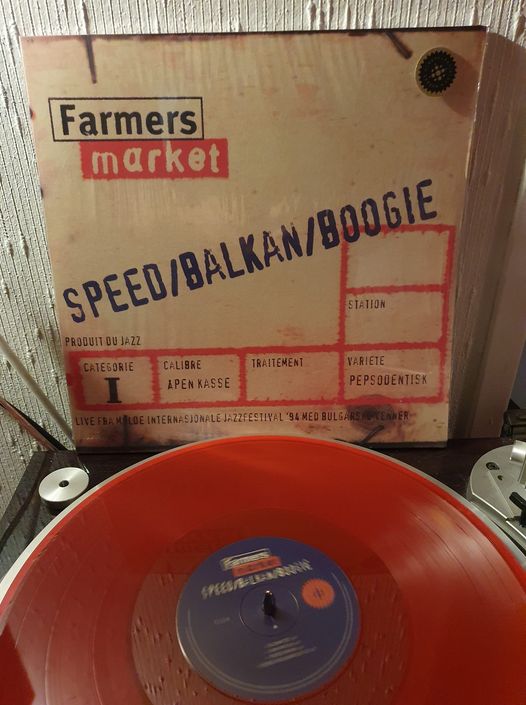 Farmers
market
SPEED/BALKAN/BOOGIE
STATION
PRODUIT DU JAZZ
CATEGORIE
I
CALIBRE
APEN KASSE
TRAITEMENT
VARIETE
PEPSODENTISK
LIVE FRA MOLDE INTERNASJONALE JAZZFESTIVAL '94 MED BULGARSKE VENNER
Farmers
market
SPEED/BALKAN/BOOGIE